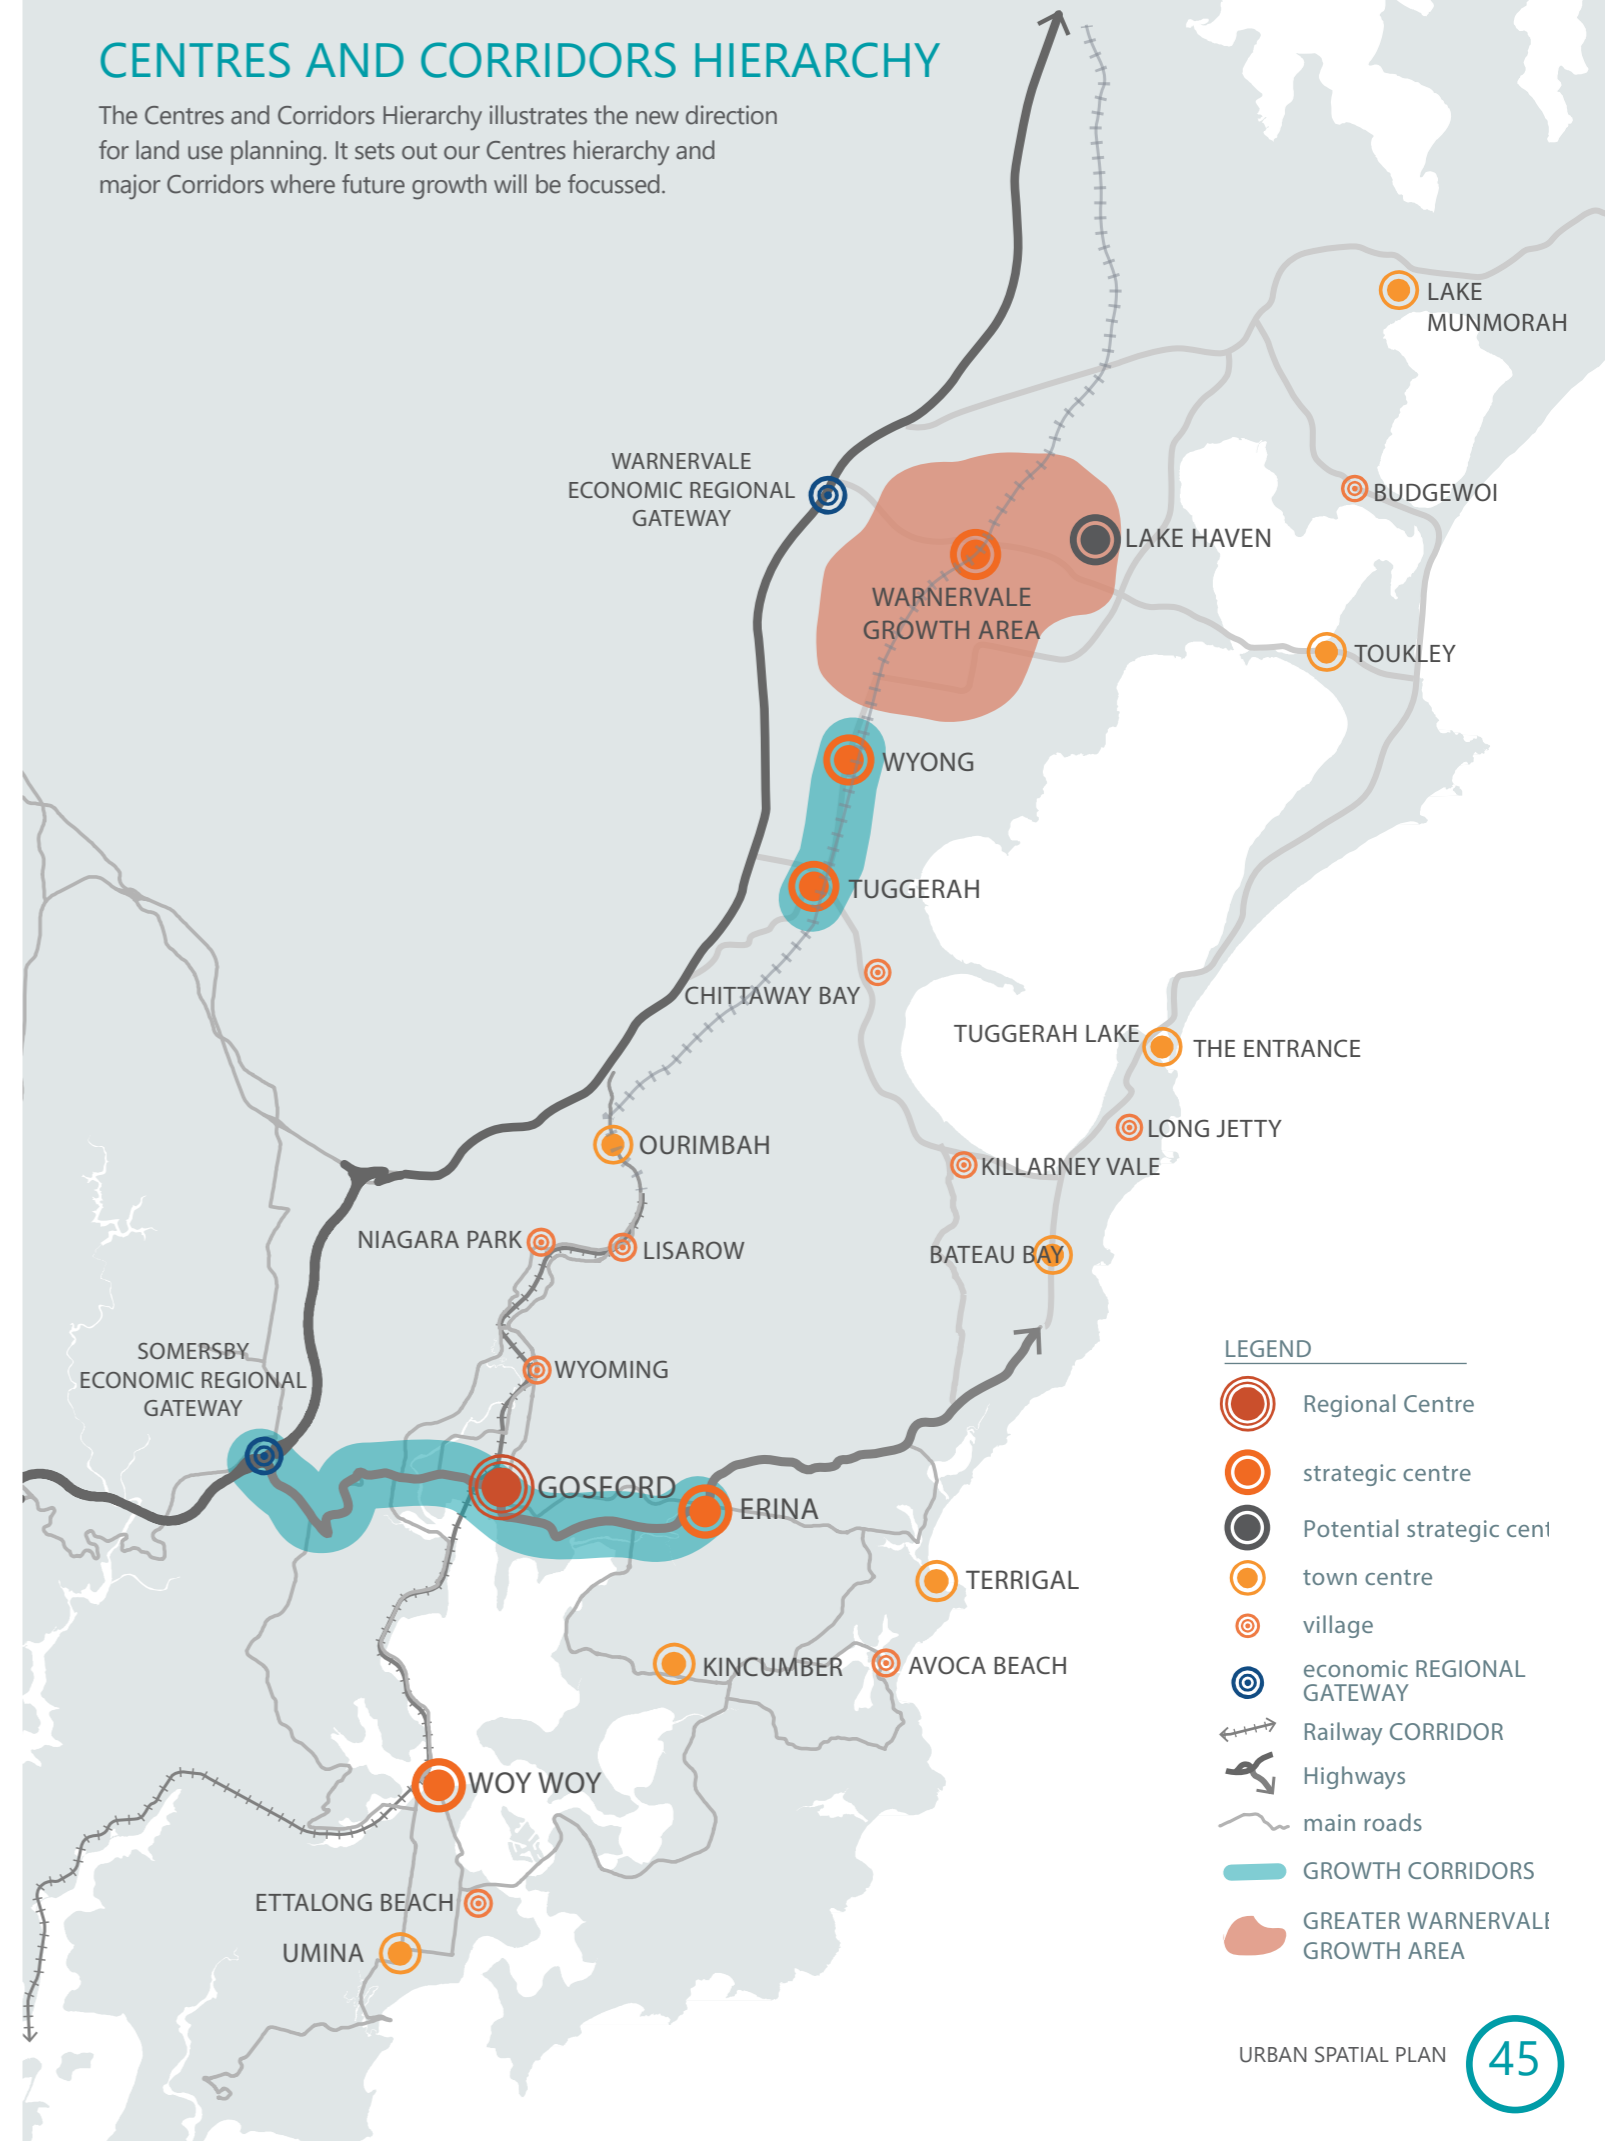 CENTRES AND CORRIDORS HIERARCHY
The Centres and Corridors Hierarchy illustrates the new direction
for land use planning. It sets out our Centres hierarchy and
major Corridors where future growth will be focussed.
LAKE
MUNMORAH
WARNERVALE
ECONOMIC REGIONAL
GATEWAY
BUDGEWOI
LAKE HAVEN
WARNERVALE
GROWTH AREA
TOUKLEY
WYONG
TUGGERAH
CHITTAWAY BAY
TUGGERAH LAKE
THE ENTRANCE
LONG JETTY
OURIMBAH
KILLARNEY VALE
NIAGARA PARK
LISAROW
BATEAU BAY
SOMERSBY
ECONOMIC REGIONAL
GATEWAY
WYOMING
GOSFORD
ERINA
TERRIGAL
KINCUMBER
AVOCA BEACH
WOY WOY
ETTALONG BEACH
UMINA
LEGEND
Regional Centre
strategic centre
Potential strategic cent
town centre
village
economic REGIONAL
GATEWAY
Railway CORRIDOR
Highways
main roads
GROWTH CORRIDORS
GREATER WARNERVALE
GROWTH AREA
URBAN SPATIAL PLAN
45